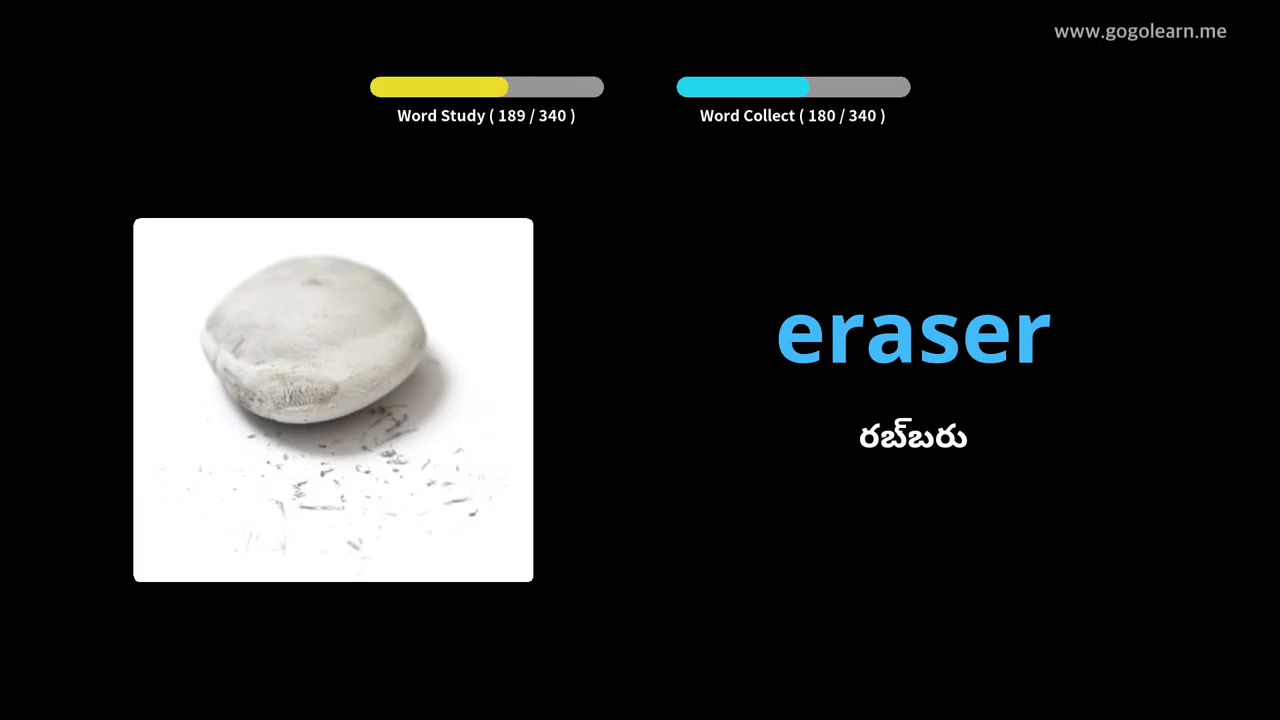 www.gogolearn.me
Word Study ( 189 / 340 )
Word Collect ( 180 / 340 )
eraser
రబ్‌బరు